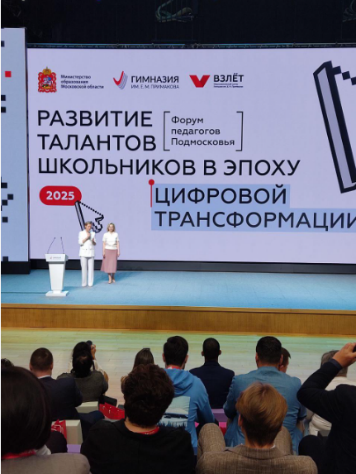 Министерство
образования
Московской области
ГИМНАЗИЯ
ИМ. Е. М. ПРИМАКОВА
ВЗЛЁТ
РАЗВИТИЕ
ТАЛАНТОВ
Форум
педагогов
Подмосковья
ШКОЛЬНИКОВ В ЭПОХУ
2025
ЦИФРОВОЙ
ТРАНСФОРМАЦИИ